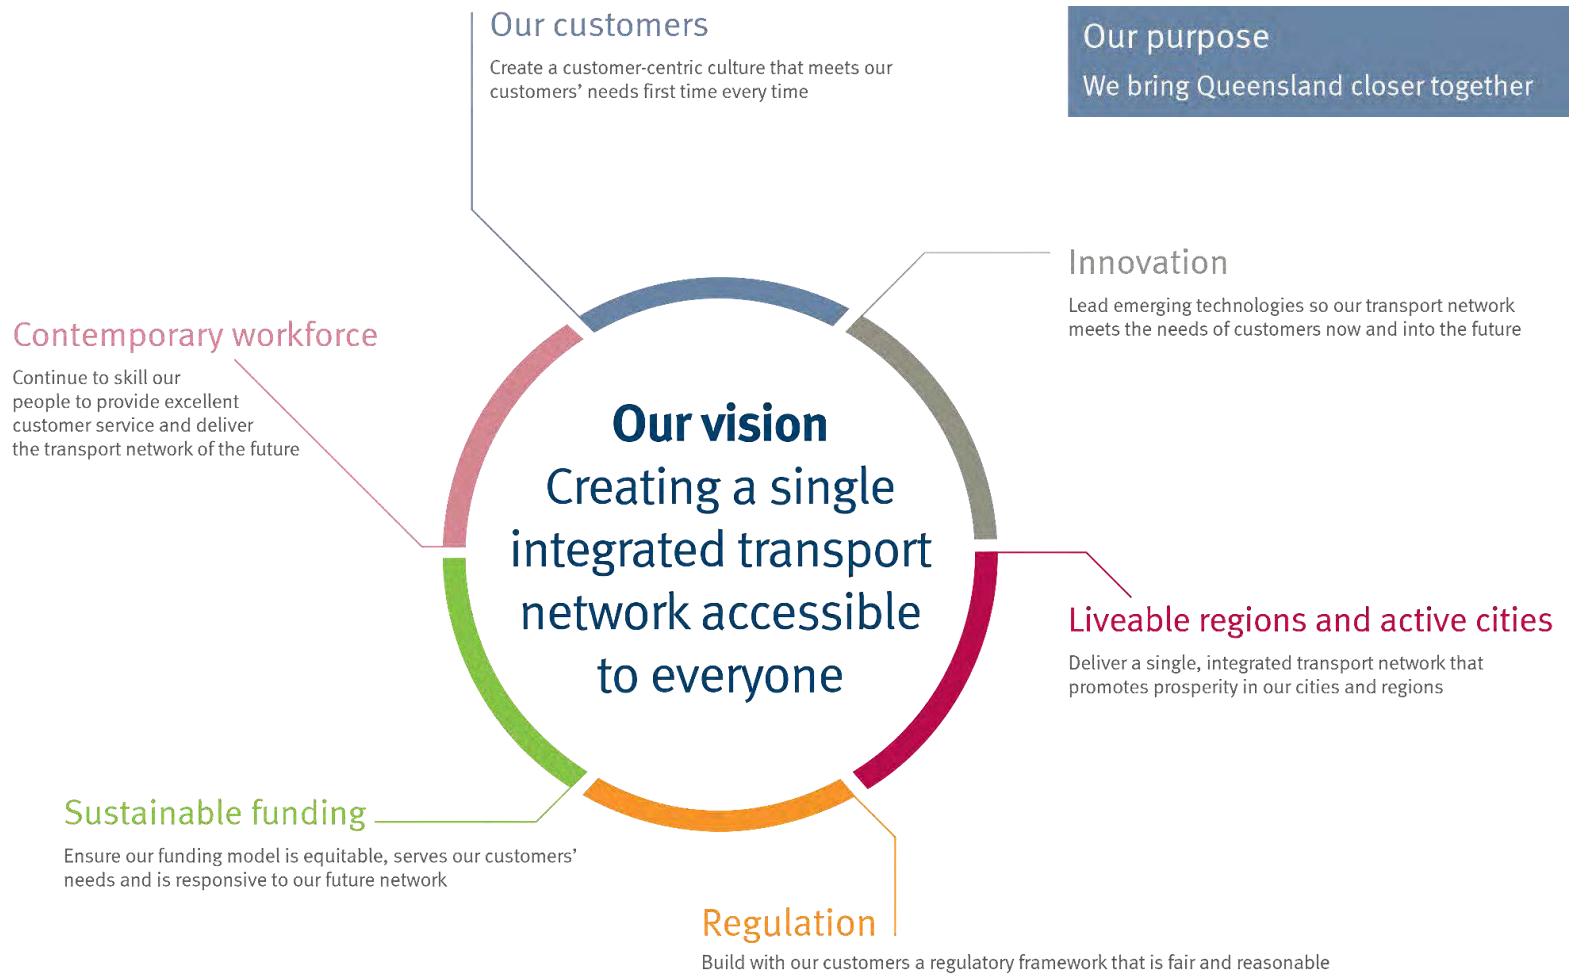 Our customers
Create a customer-centric culture that meets our
customers’ needs first time every time
Our purpose
We bring Queensland closer together
Innovation
Lead emerging technologies so our transport network
meets the needs of customers now and into the future
Contemporary workforce
Continue to skill our
people to provide excellent
customer service and deliver
the transport network of the future
Our vision
Creating a single
integrated transport
network accessible
to everyone
Liveable regions and active cities
Deliver a single, integrated transport network that
promotes prosperity in our cities and regions
Sustainable funding
Ensure our funding model is equitable, serves our customers’
needs and is responsive to our future network
Regulation
Build with our customers a regulatory framework that is fair and reasonable